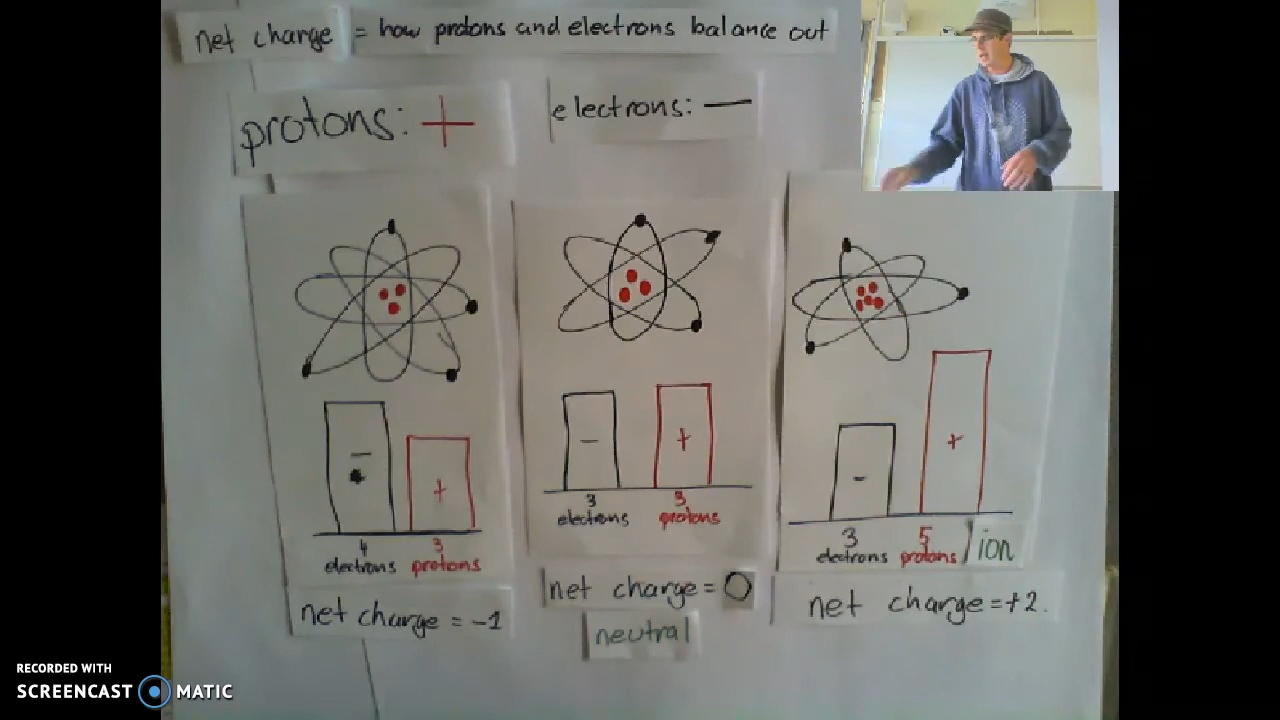 net charge = how protons and electrons balance out
protons: +
electrons: −
−
+
4 electrons
3 protons
net charge = -1
−
+
3 electrons
3 protons
net charge = 0
neutral
-
+
3 electrons
5 protons
ion
net charge = +2.
RECORDED WITH
SCREENCAST MATIC